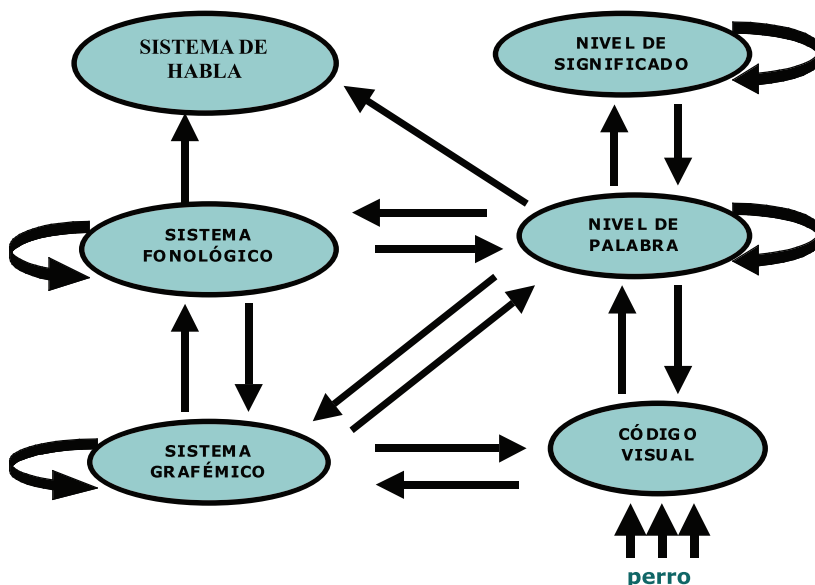 SISTEMA DE
HABLA
NIVEL DE
SIGNIFICADO
SISTEMA
FONOLÓGICO
NIVEL DE
PALABRA
SISTEMA
GRAFÉMICO
CÓDIGO
VISUAL
perro